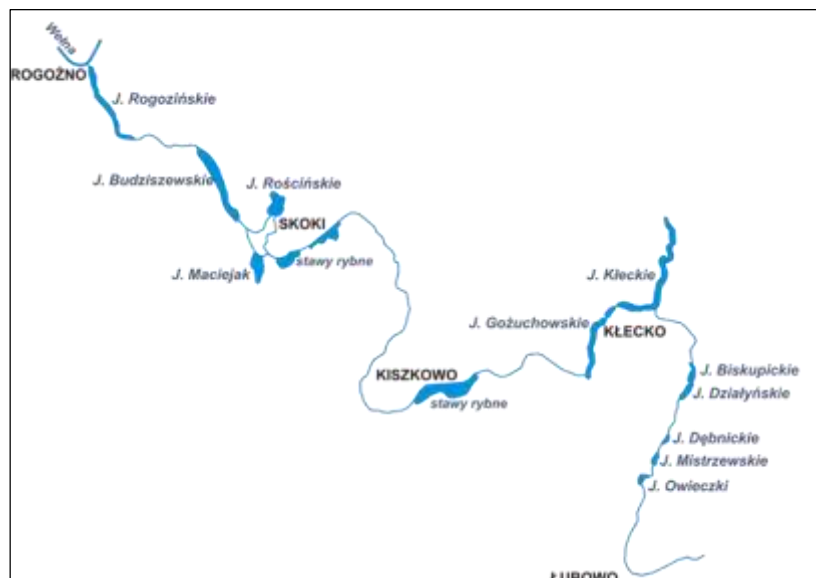 Wełna
ROGOŹNO
J. Rogozińskie
J. Budziszewskie
J. Rościńskie
SKOKI
stawy rybne
J. Maciejak
J. Kłeckie
J. Gożuchowskie
KŁECKO
KISZKOWO
stawy rybne
J. Biskupickie
J. Działyńskie
J. Dębnickie
J. Mistrzewskie
J. Owieczki
ŁUBOWO